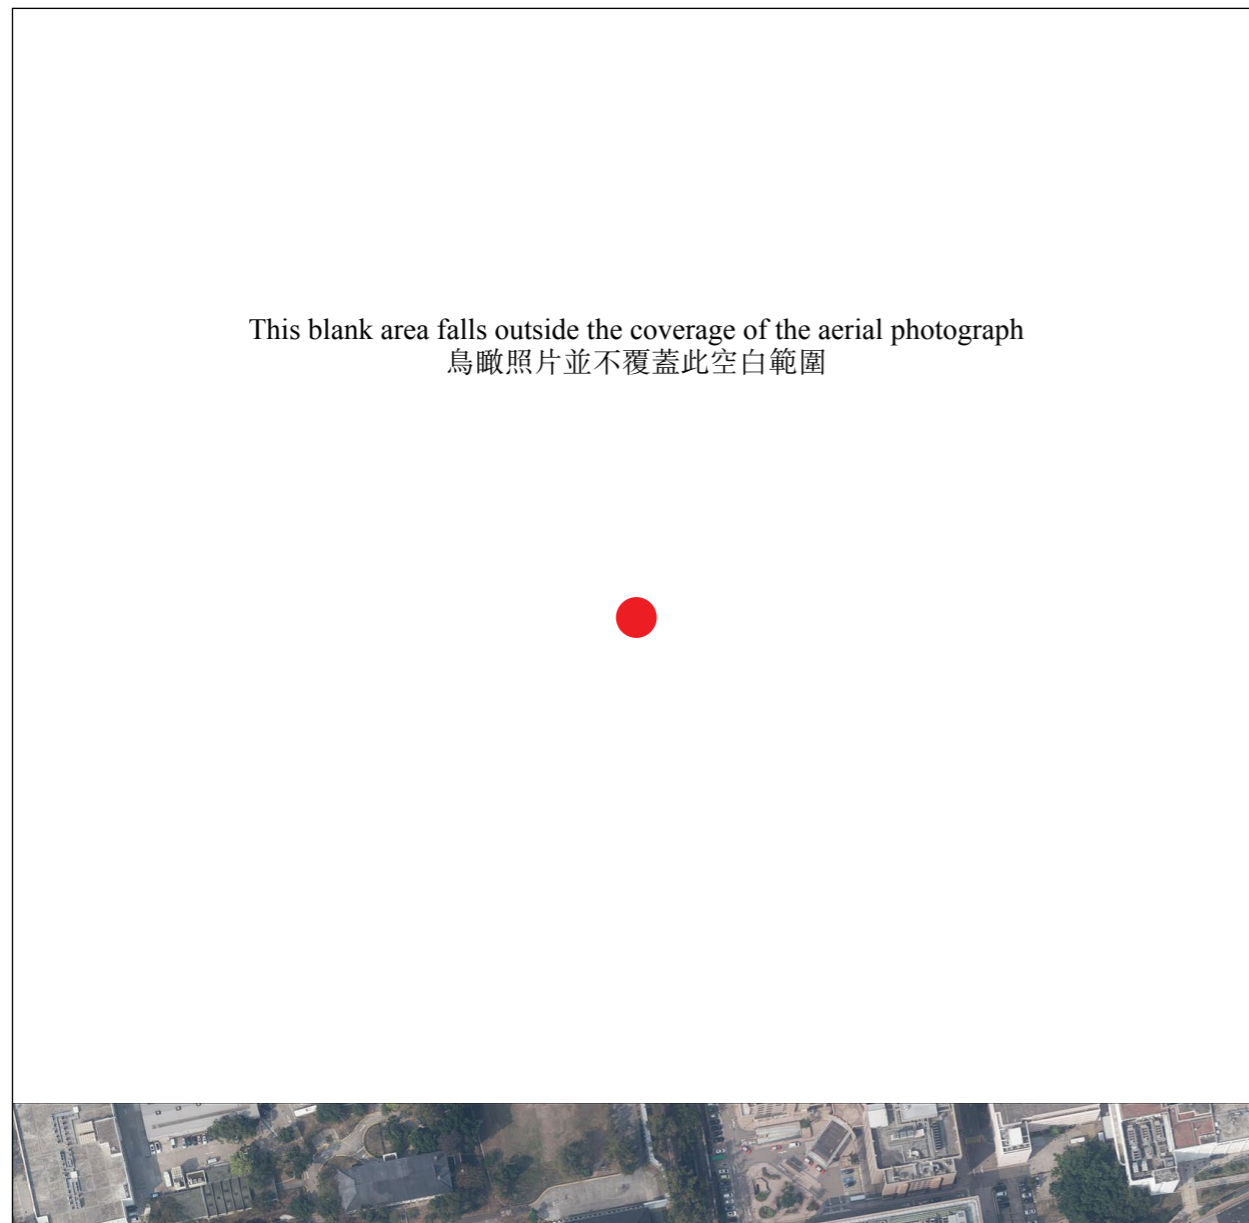 This blank area falls outside the coverage of the aerial photograph
鳥瞰照片並不覆蓋此空白範圍